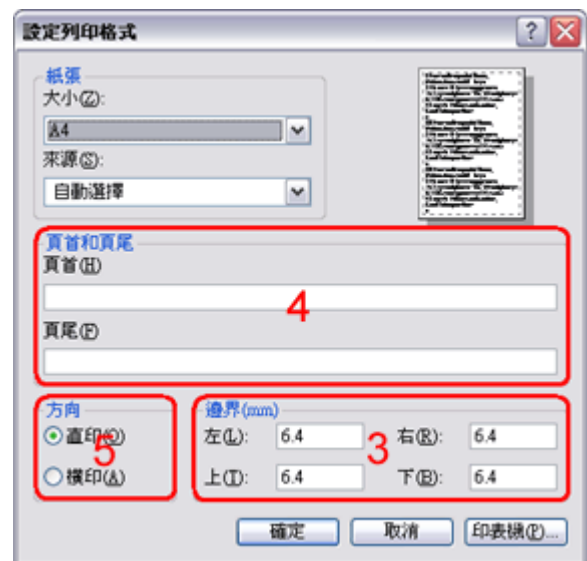 設定列印格式
紙張
大小(Z):
A4
來源(S):
自動選擇
頁首和頁尾
頁首(H)
4
頁尾(F)
方向
直印(O)
5
橫印(A)
邊界(mm)
左(L): 6.4 右(R): 6.4
3
上(T): 6.4 下(B): 6.4
確定 取消 印表機(P)...